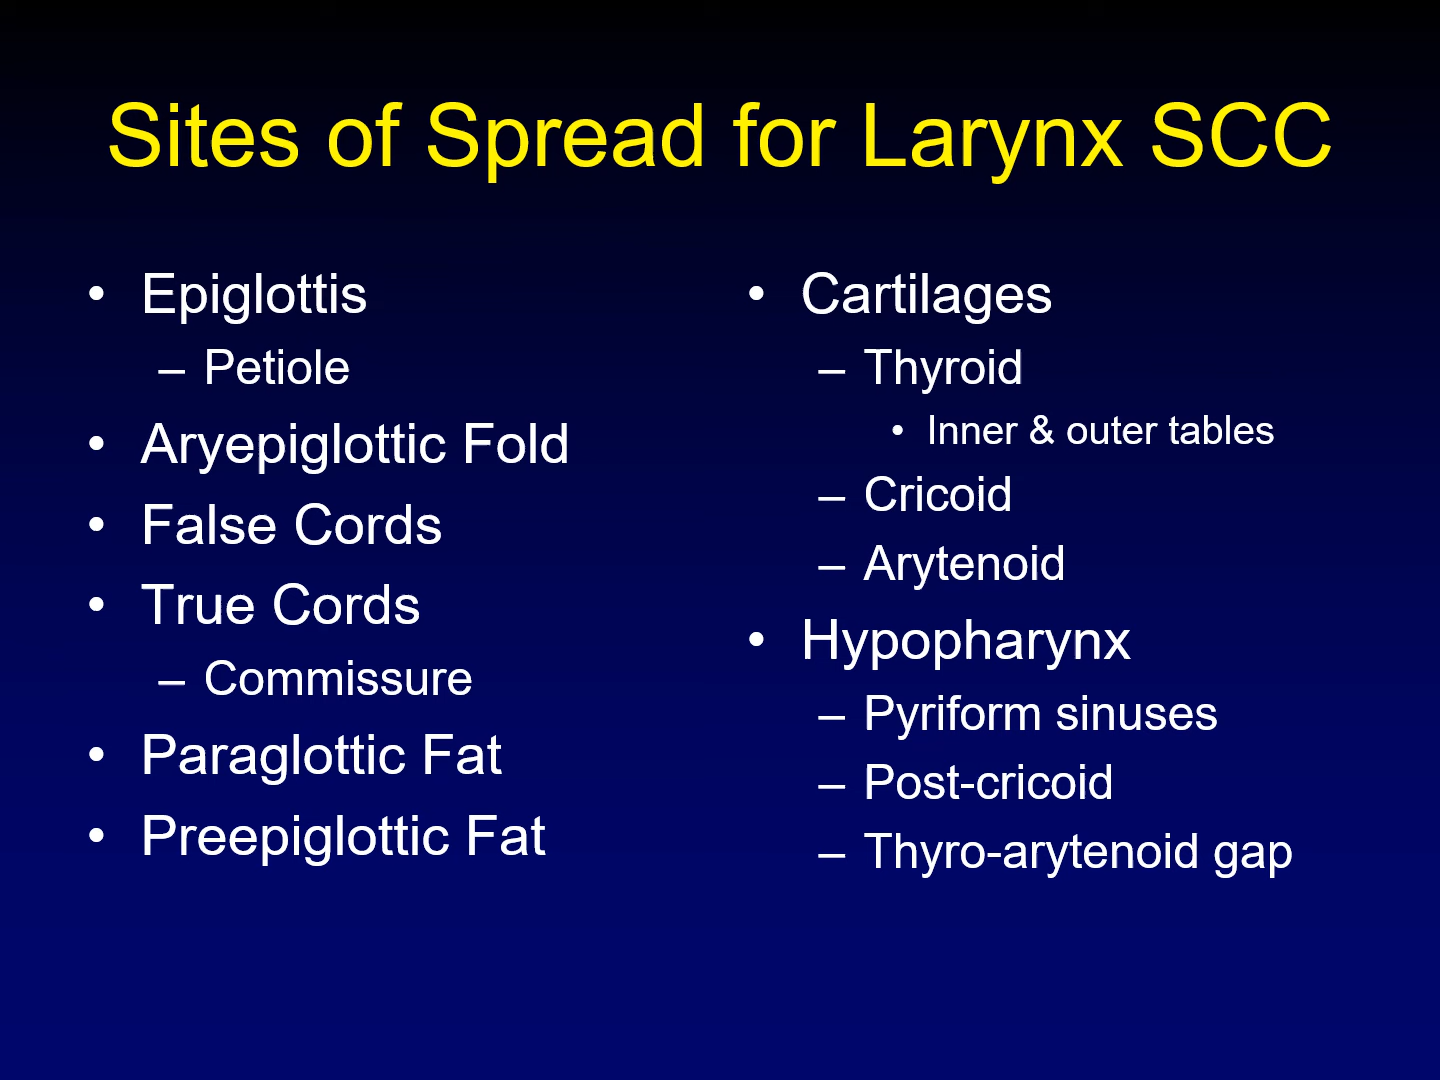 Sites of Spread for Larynx SCC
• Epiglottis
– Petiole
• Aryepiglottic Fold
• False Cords
• True Cords
– Commissure
• Paraglottic Fat
• Preepiglottic Fat
• Cartilages
– Thyroid
• Inner & outer tables
– Cricoid
– Arytenoid
• Hypopharynx
– Pyriform sinuses
– Post-cricoid
– Thyro-arytenoid gap